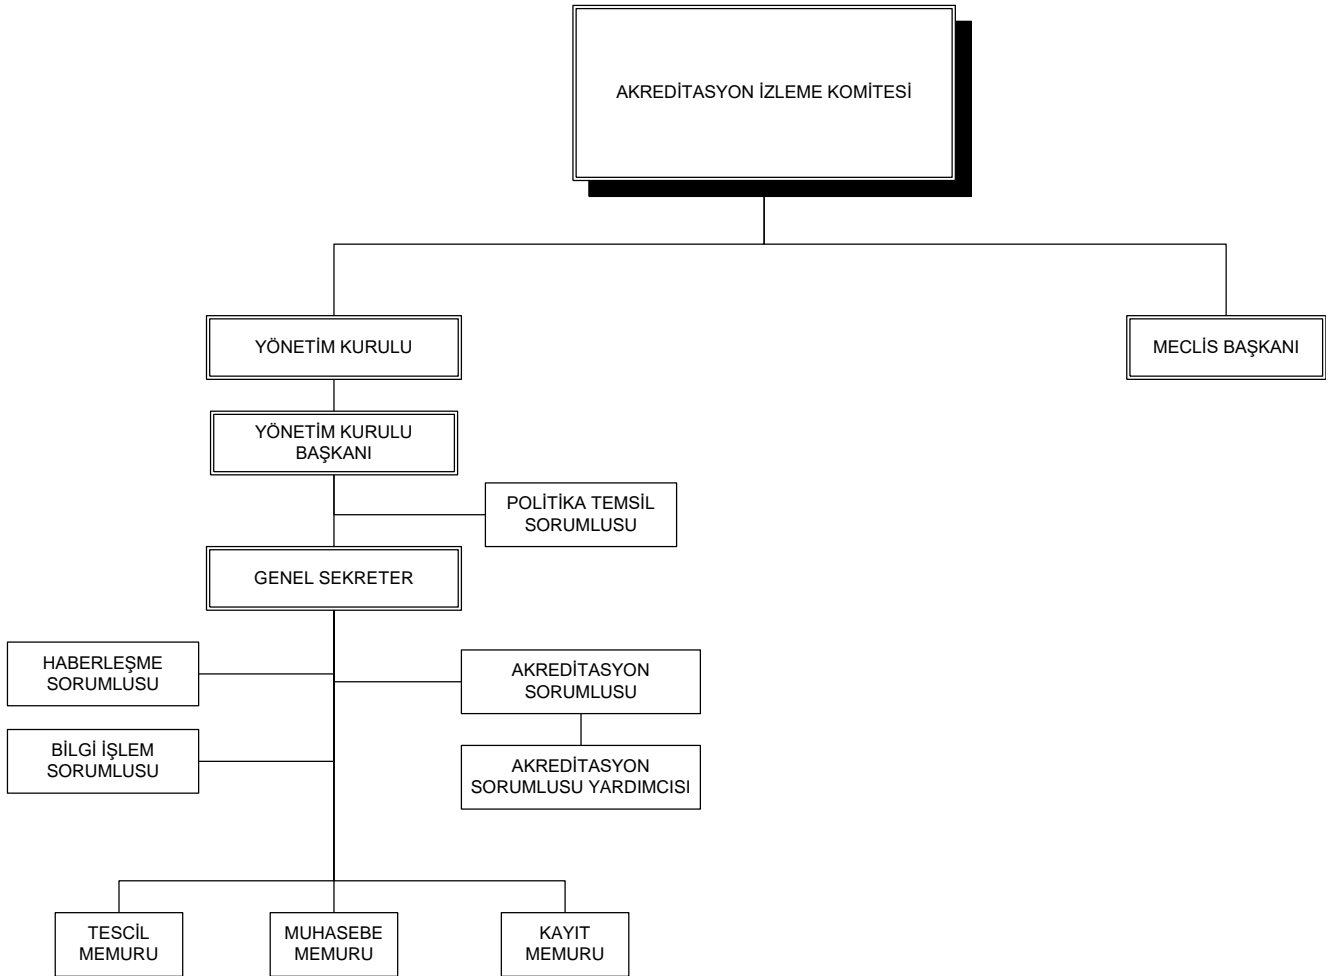 AKREDİTASYON İZLEME KOMİTESİ
YÖNETİM KURULU
MECLİS BAŞKANI
YÖNETİM KURULU
BAŞKANI
POLİTİKA TEMSİL
SORUMLUSU
GENEL SEKRETER
HABERLEŞME
SORUMLUSU
AKREDİTASYON
SORUMLUSU
BİLGİ İŞLEM
SORUMLUSU
AKREDİTASYON
SORUMLUSU YARDIMCISI
TESCİL
MEMURU
MUHASEBE
MEMURU
KAYIT
MEMURU